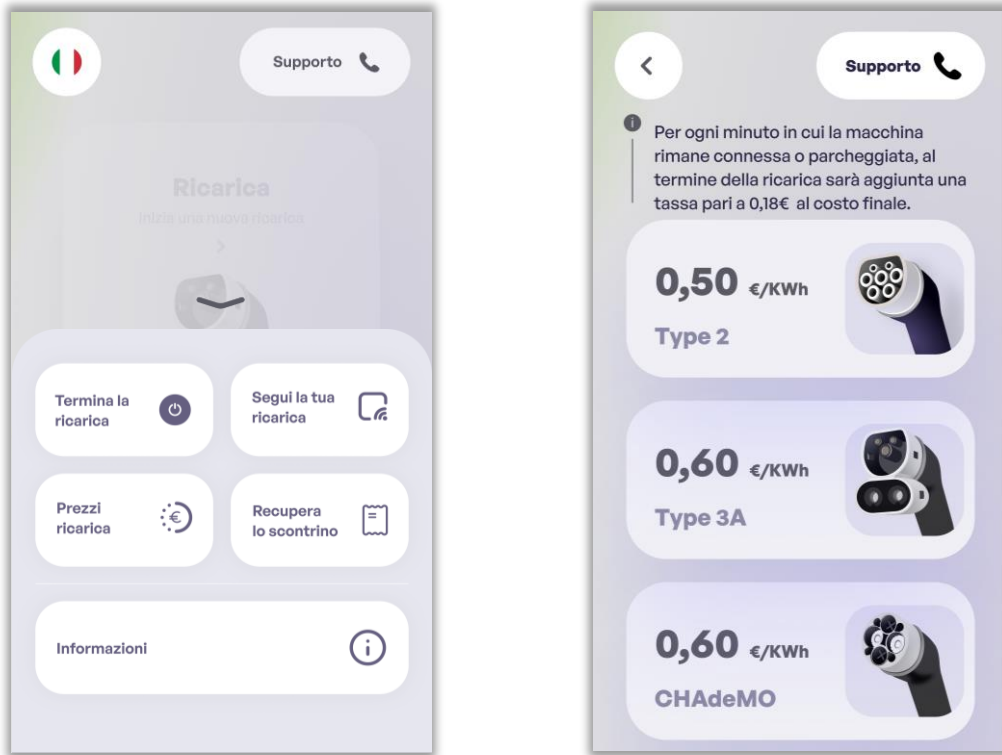 Supporto
Ricarica
Inizia una nuova ricarica
Termina la
ricarica
Segui la tua
ricarica
Prezzi
ricarica
Recupera
lo scontrino
Informazioni
Supporto
Per ogni minuto in cui la macchina
rimane connessa o parcheggiata, al
termine della ricarica sarà aggiunta una
tassa pari a 0,18€ al costo finale.
0,50 €/KWh
Type 2
0,60 €/KWh
Type 3A
0,60 €/KWh
CHAdeMO